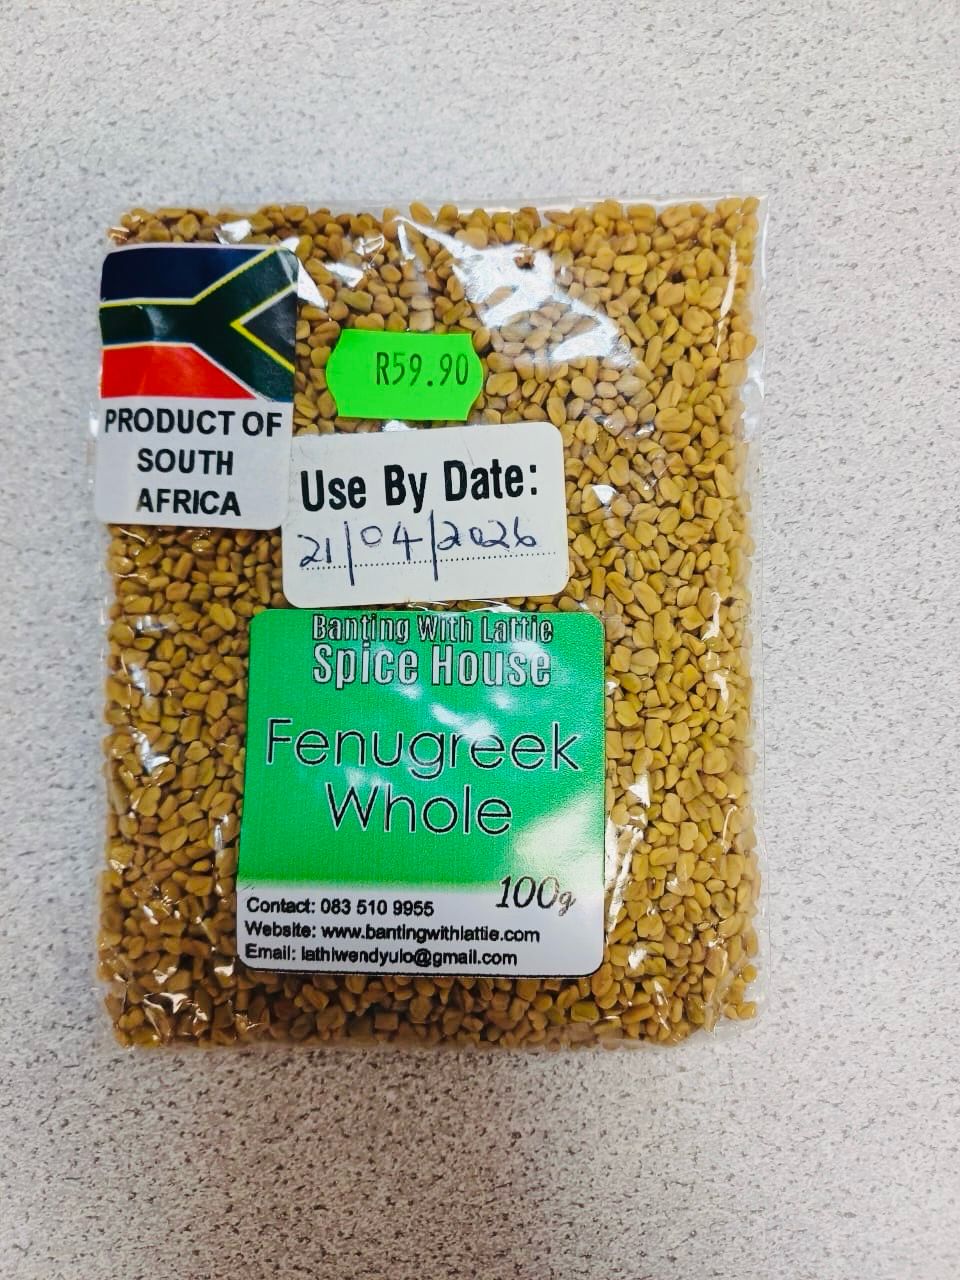 PRODUCT OF
SOUTH
AFRICA
R59.90
Use By Date:
21/04/2026
Banting With Lattie
Spice House
Fenugreek
Whole
100g
Contact: 083 510 9955
Website: www.bantingwithlattie.com
Email: lathiwendyulo@gmail.com